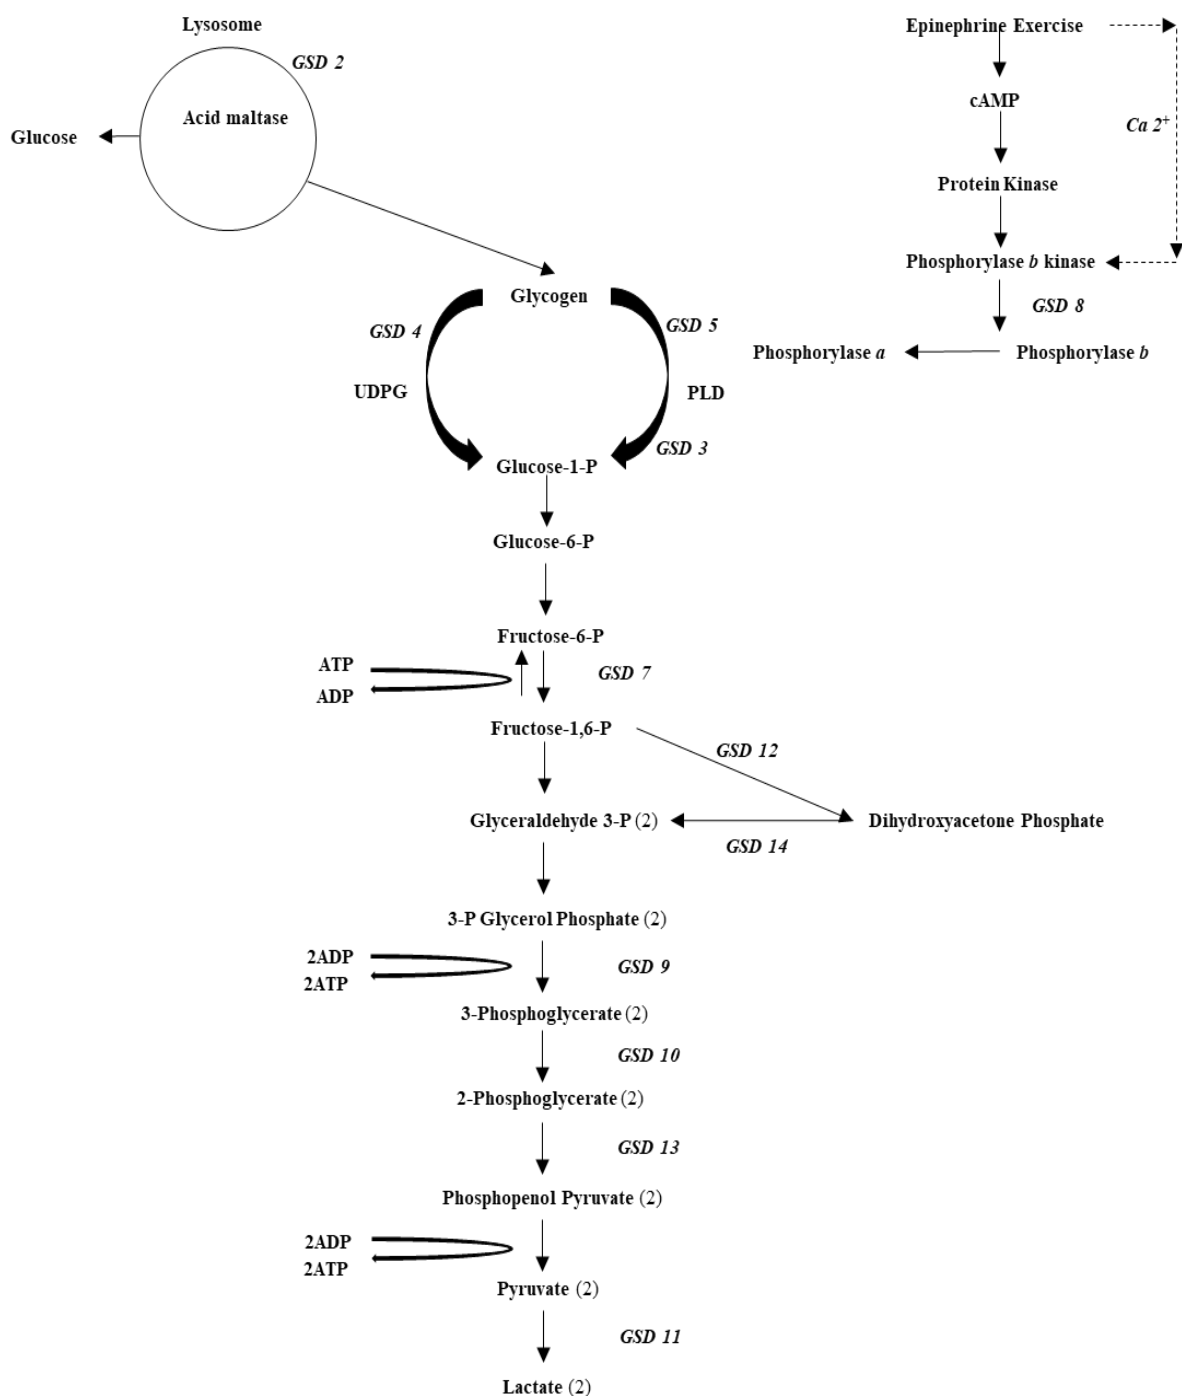 Lysosome
GSD 2
Acid maltase
Glucose
Epinephrine Exercise
cAMP
Ca 2+
Protein Kinase
Phosphorylase b kinase
GSD 8
Phosphorylase a
Phosphorylase b
Glycogen
GSD 4
GSD 5
UDPG
PLD
GSD 3
Glucose-1-P
Glucose-6-P
Fructose-6-P
ATP
ADP
GSD 7
Fructose-1,6-P
GSD 12
Glyceraldehyde 3-P (2)
Dihydroxyacetone Phosphate
GSD 14
3-P Glycerol Phosphate (2)
2ADP
2ATP
GSD 9
3-Phosphoglycerate (2)
GSD 10
2-Phosphoglycerate (2)
GSD 13
Phosphopenol Pyruvate (2)
2ADP
2ATP
Pyruvate (2)
GSD 11
Lactate (2)